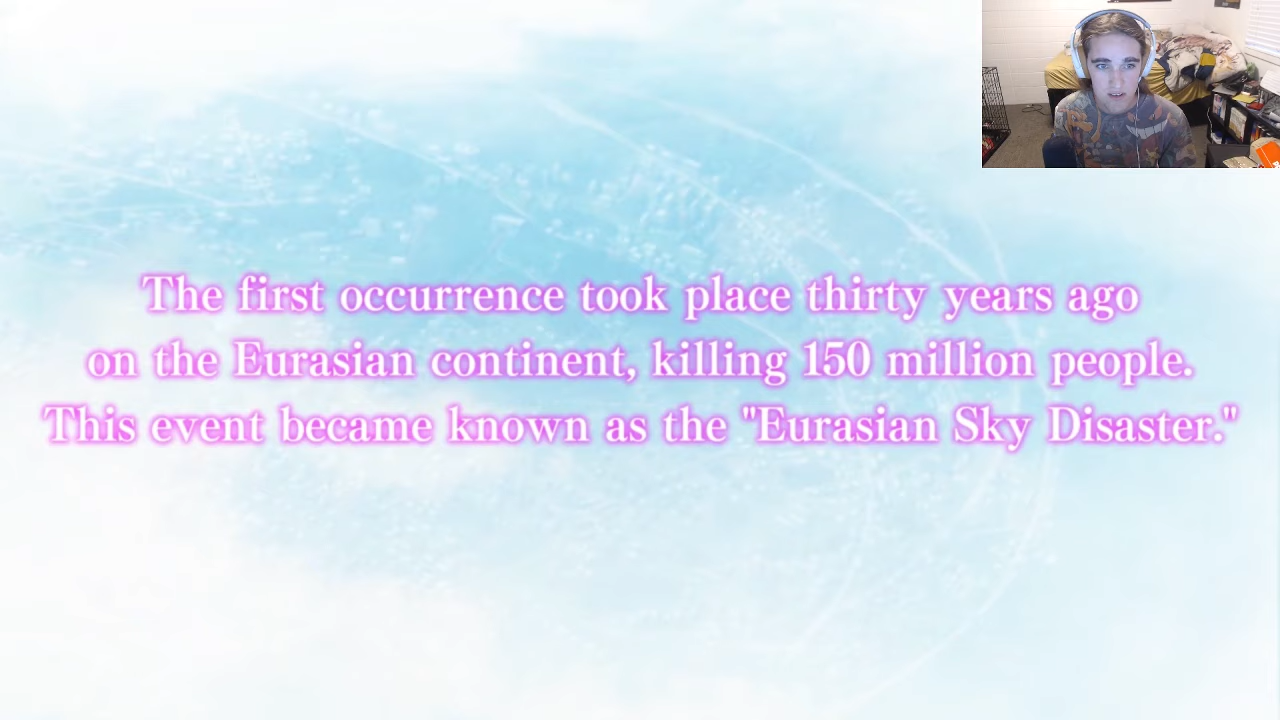 The first occurrence took place thirty years ago
on the Eurasian continent, killing 150 million people.
This event became known as the "Eurasian Sky Disaster."